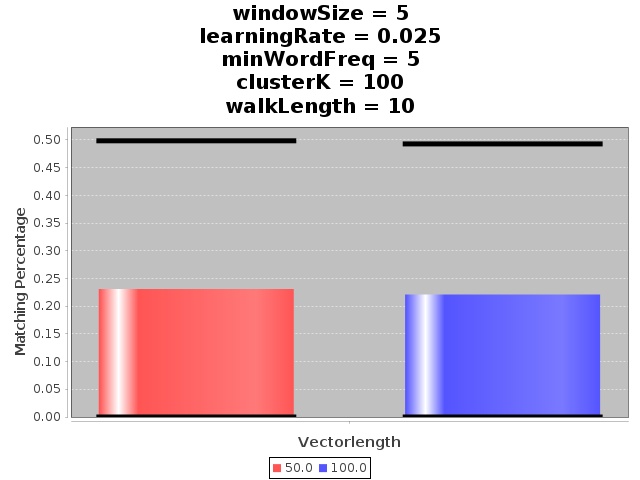 windowSize = 5
learningRate = 0.025
minWordFreq = 5
clusterK = 100
walkLength = 10
Matching Percentage
0.50
0.45
0.40
0.35
0.30
0.25
0.20
0.15
0.10
0.05
0.00
Vectorlength
50.0 100.0